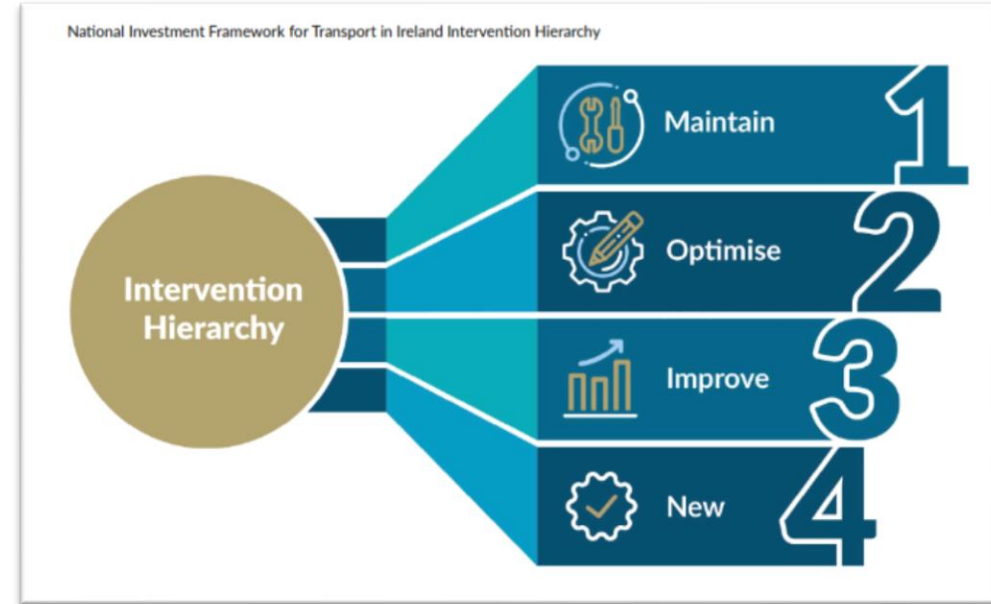 National Investment Framework for Transport in Ireland Intervention Hierarchy
Intervention
Hierarchy
Maintain 1
Optimise 2
Improve 3
New 4